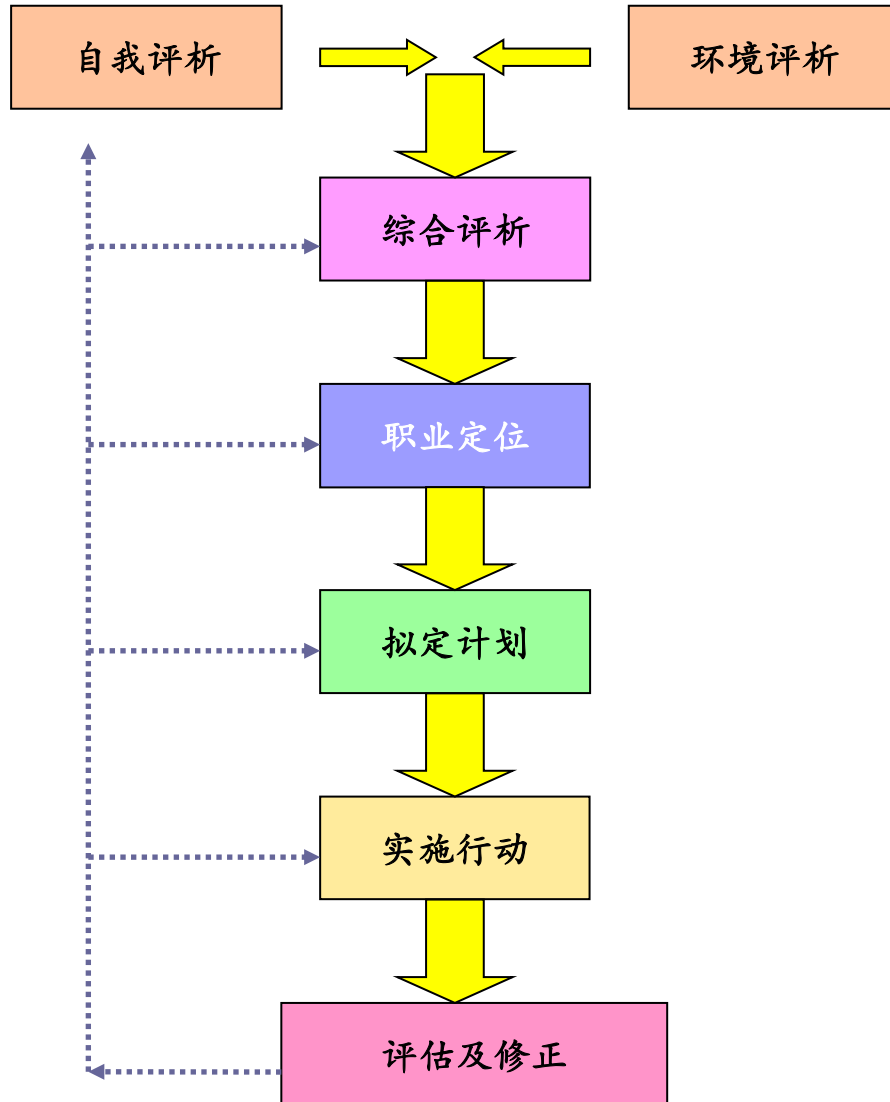 自我评析
环境评析
综合评析
职业定位
拟定计划
实施行动
评估及修正